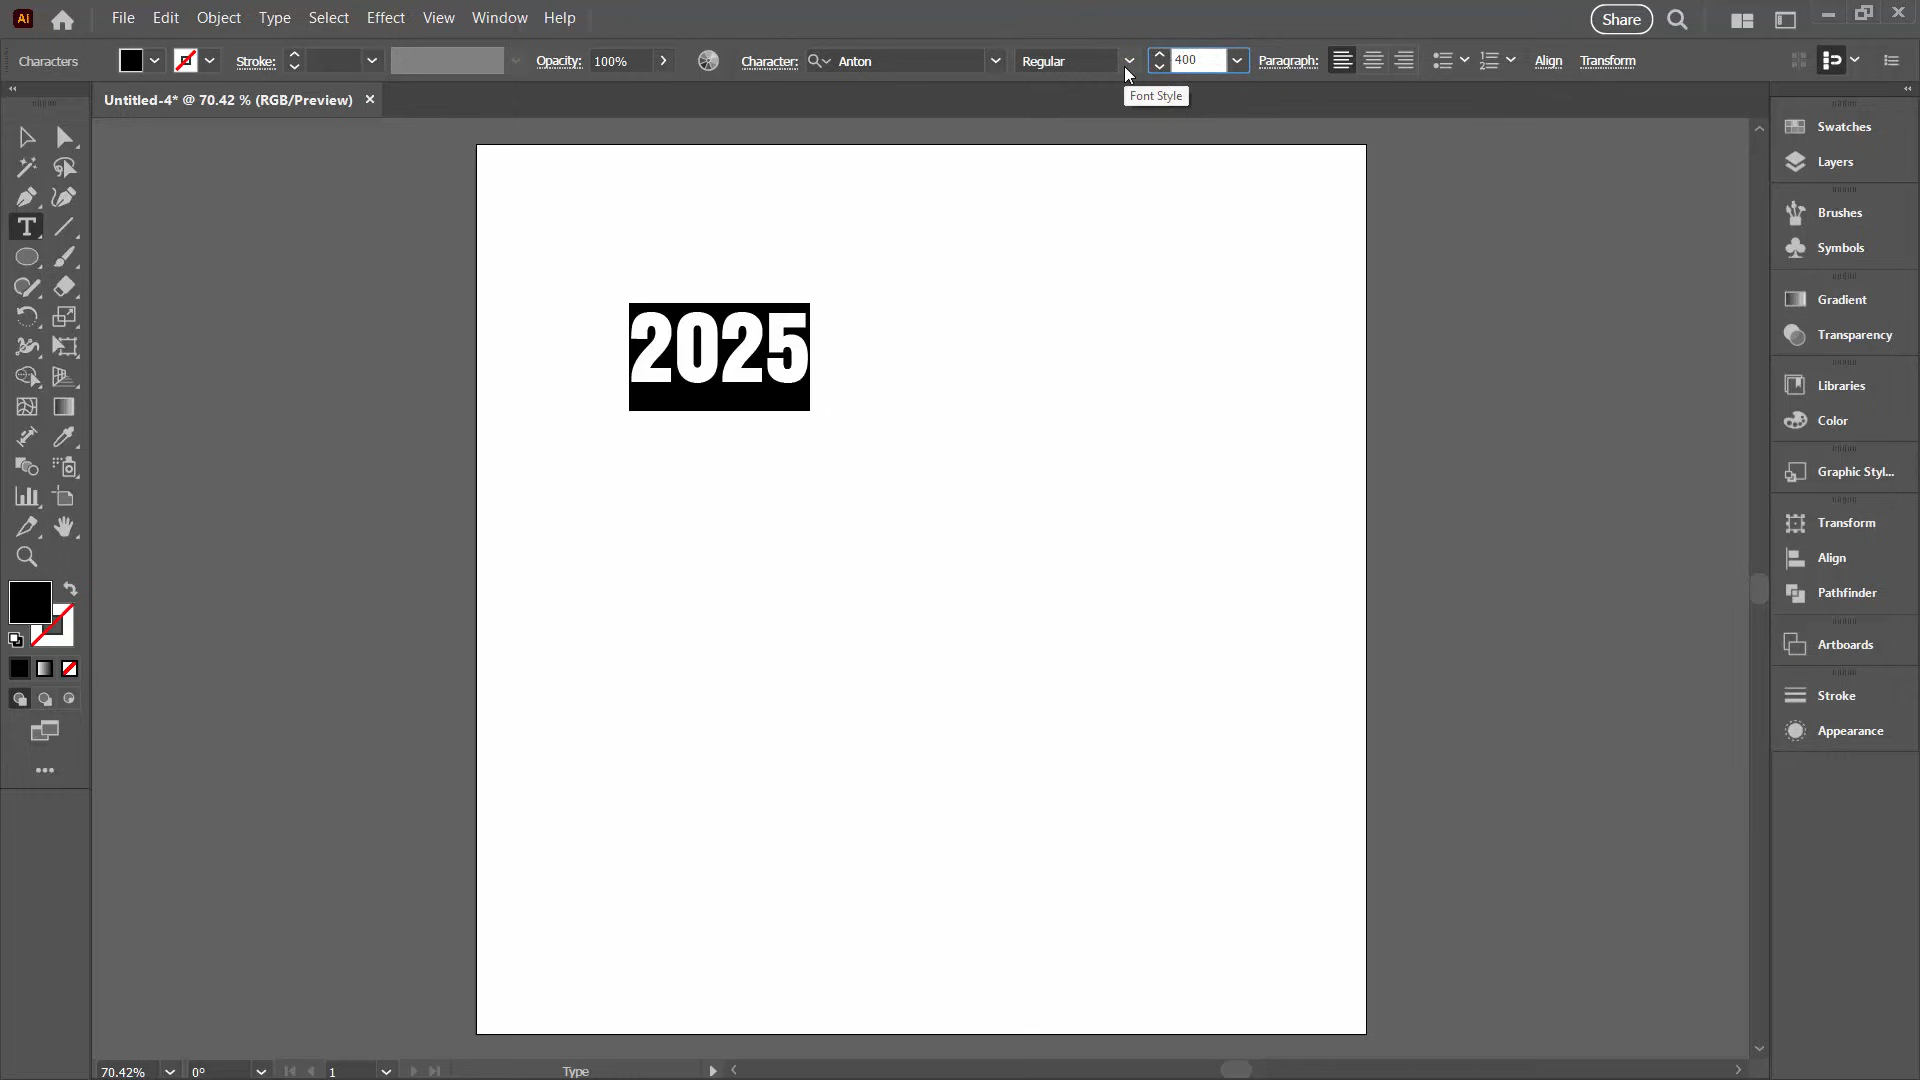 Ai File Edit Object Type Select Effect View Window Help Share
Characters Stroke: Opacity: 100% Character: Anton Regular 400 Paragraph: Align Transform
Font Style
Untitled-4* @ 70.42 % (RGB/Preview)
2025
Swatches
Layers
Brushes
Symbols
Gradient
Transparency
Libraries
Color
Graphic Styl...
Transform
Align
Pathfinder
Artboards
Stroke
Appearance
70.42% 0° 1 Type